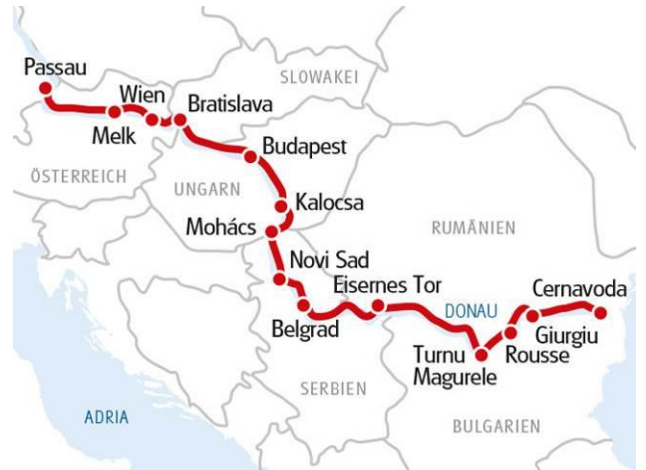 Passau
SLOWAKEI
Wien
Bratislava
Melk
Budapest
ÖSTERREICH
UNGARN
Kalocsa
Mohács
RUMÄNIEN
Novi Sad
Eisernes Tor
Cernavoda
DONAU
Belgrad
Giurgiu
Turnu
Magurele
Rousse
SERBIEN
ADRIA
BULGARIEN